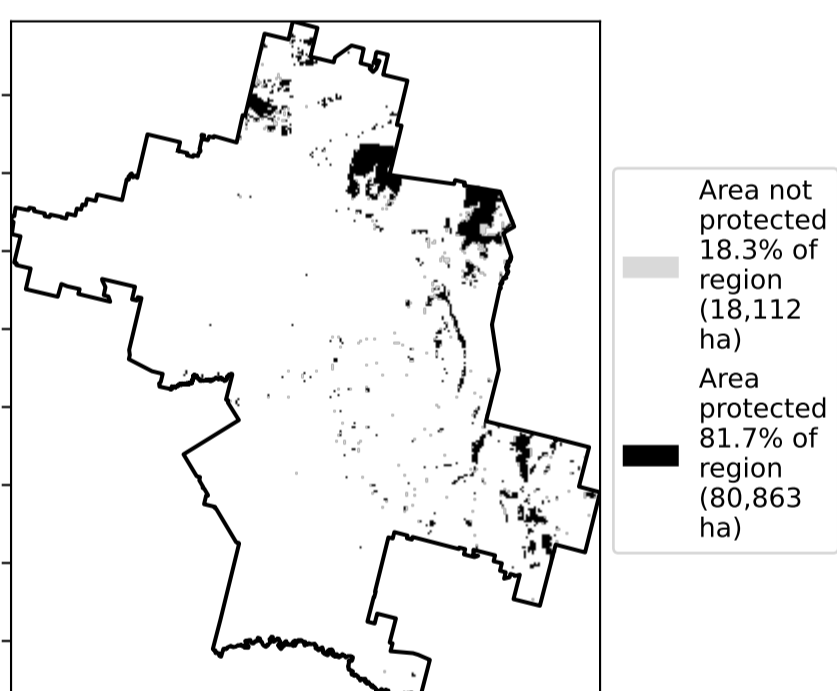 Area not
protected
18.3% of
region
(18,112
ha)
Area
protected
81.7% of
region
(80,863
ha)